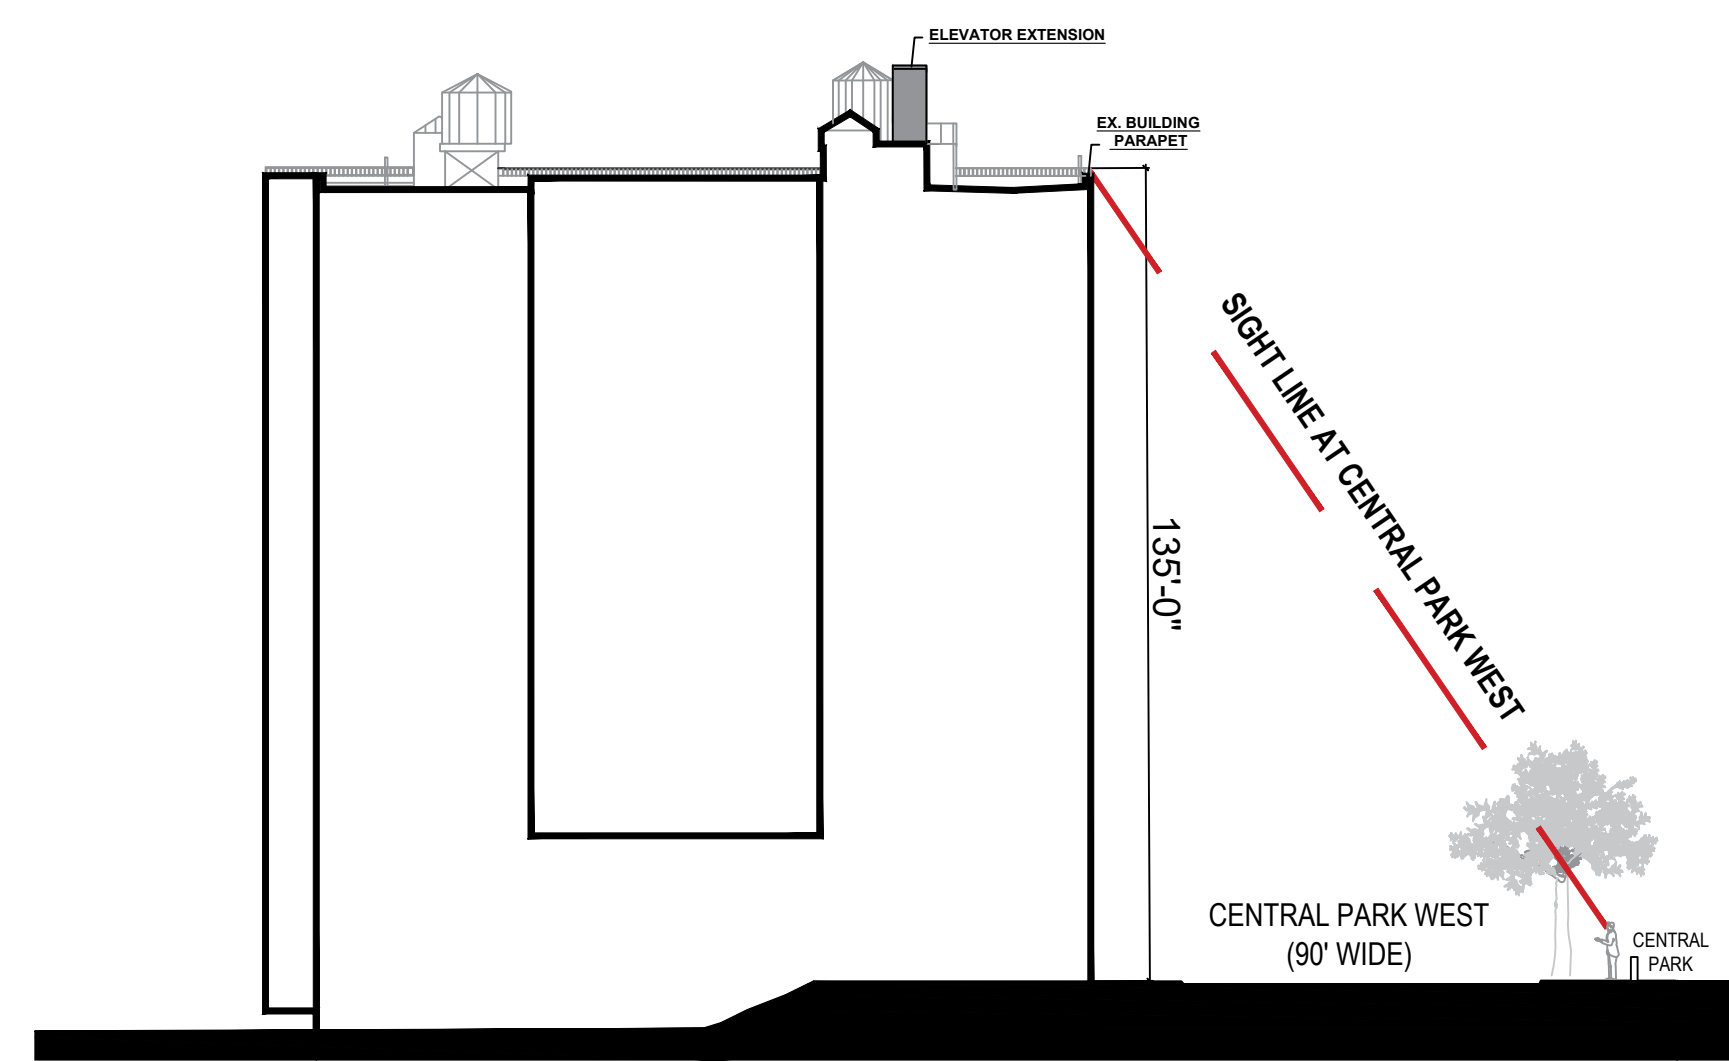 ELEVATOR EXTENSION
EX. BUILDING
PARAPET
SIGHT LINE AT CENTRAL PARK WEST
135'-0"
CENTRAL PARK WEST
(90' WIDE)
CENTRAL
PARK